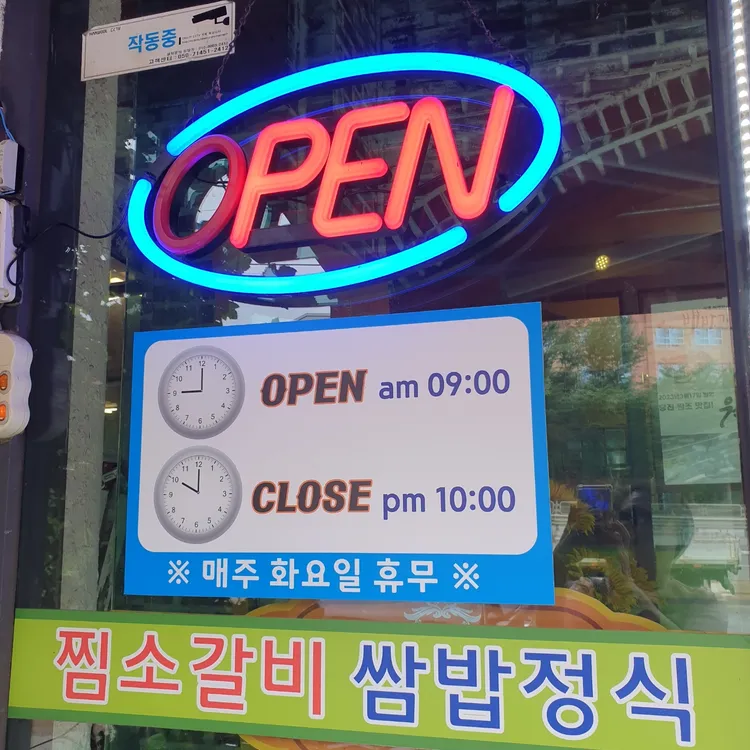 작동중
OPEN
OPEN am 09:00
CLOSE pm 10:00
※ 매주 화요일 휴무 ※
찜소갈비 쌈밥정식